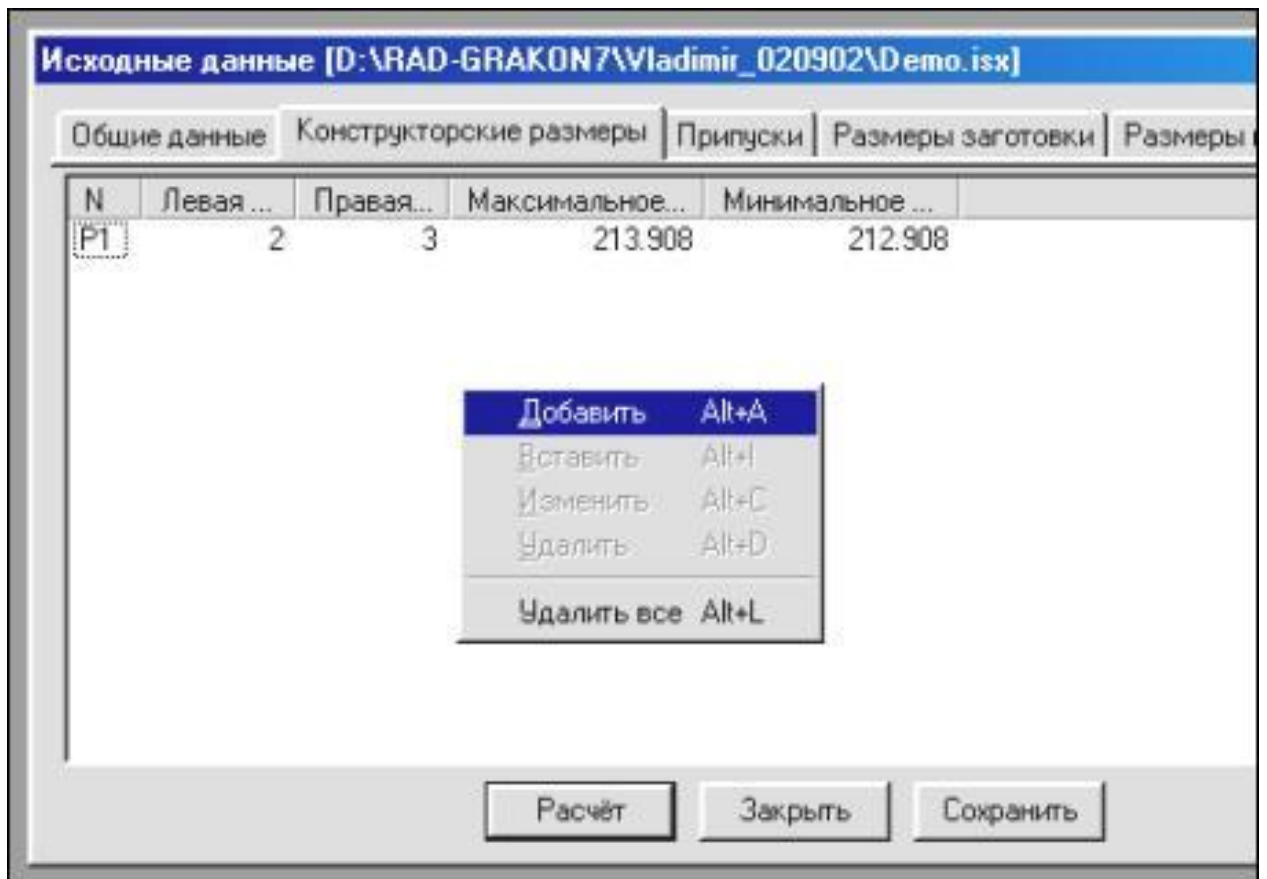 Исходные данные [D:\RAD-GRAKON7\Vladimir_020902\Demo.isx]
Общие данные Конструкторские размеры Припуски Размеры заготовки Размеры
N Левая ... Правая... Максимальное... Минимальное ...
P1 2 3 213.908 212.908
Добавить Alt+A
Вставить Alt+I
Изменить Alt+C
Удалить Alt+D
Удалить все Alt+L
Расчёт Закрыть Сохранить